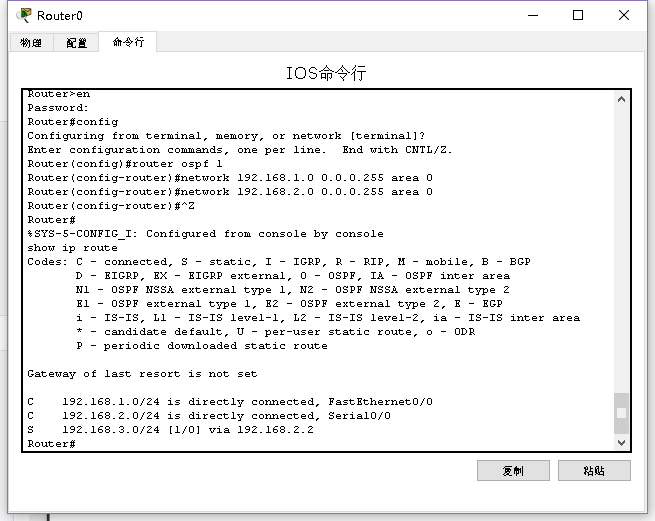 Router0
物理 配置 命令行
IOS命令行
Router>en
Password:
Router#config
Configuring from terminal, memory, or network [terminal]?
Enter configuration commands, one per line.  End with CNTL/Z.
Router(config)#router ospf 1
Router(config-router)#network 192.168.1.0 0.0.0.255 area 0
Router(config-router)#network 192.168.2.0 0.0.0.255 area 0
Router(config-router)#^Z
Router#
%SYS-5-CONFIG_I: Configured from console by console
show ip route
Codes: C - connected, S - static, I - IGRP, R - RIP, M - mobile, B - BGP
       D - EIGRP, EX - EIGRP external, O - OSPF, IA - OSPF inter area
       N1 - OSPF NSSA external type 1, N2 - OSPF NSSA external type 2
       E1 - OSPF external type 1, E2 - OSPF external type 2, E - EGP
       i - IS-IS, L1 - IS-IS level-1, L2 - IS-IS level-2, ia - IS-IS inter area
       * - candidate default, U - per-user static route, o - ODR
       P - periodic downloaded static route
Gateway of last resort is not set
C    192.168.1.0/24 is directly connected, FastEthernet0/0
C    192.168.2.0/24 is directly connected, Serial0/0
S    192.168.3.0/24 [1/0] via 192.168.2.2
Router#
复制 粘贴